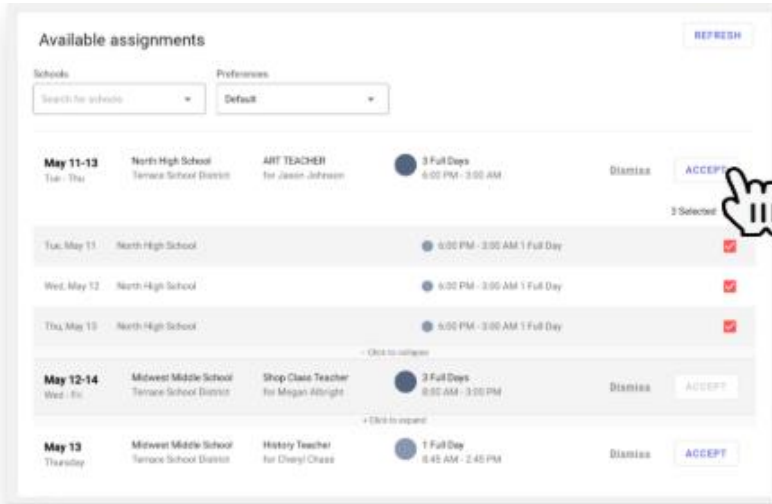 Available assignments
REFRESH
Schools Preferences
Search for schools Default
May 11-13 North High School ART TEACHER 3 Full Days Dismiss ACCEPT
Tue - Thu Terrace School District for Jason Johnson 6:00 PM - 3:00 AM
3 Selected
Tue, May 11 North High School 6:00 PM - 3:00 AM 1 Full Day
Wed, May 12 North High School 6:00 PM - 3:00 AM 1 Full Day
Thu, May 13 North High School 6:00 PM - 3:00 AM 1 Full Day
- Click to collapse
May 12-14 Midwest Middle School Shop Class Teacher 3 Full Days Dismiss ACCEPT
Wed - Fri Terrace School District for Megan Albright 8:05 AM - 3:00 PM
+ Click to expand
May 13 Midwest Middle School History Teacher 1 Full Day Dismiss ACCEPT
Thursday Terrace School District for Cheryl Chase 8:45 AM - 2:45 PM